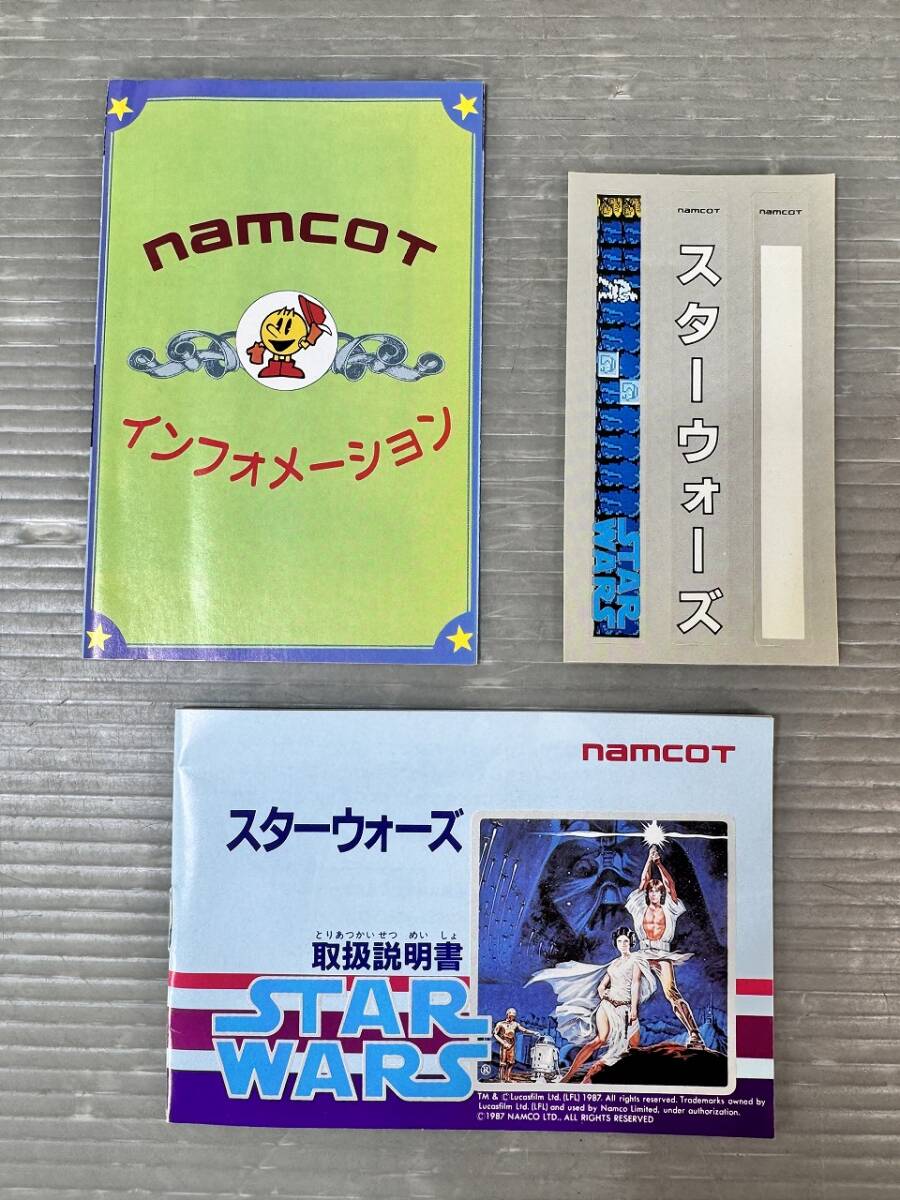 namcot
インフォメーション
STAR
WARS
namcot
スターウォーズ
namcot
namcot
スターウォーズ
とりあつかいせつ めい しょ
取扱説明書
STAR
WARS
®
TM & © Lucasfilm Ltd. (LFL) 1987. All rights reserved. Trademarks owned by
Lucasfilm Ltd. (LFL) and used by Namco Limited, under authorization.
©1987 NAMCO LTD., ALL RIGHTS RESERVED